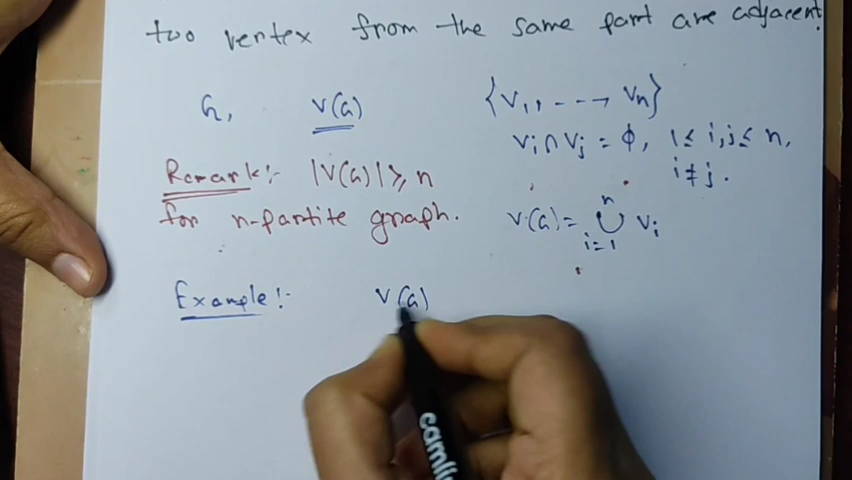 two vertex from the same part are adjacent.
G, V(G) {V1, ---→ Vn}
Vi ∩ Vj = ϕ, 1 ≤ i, j ≤ n,
i ≠ j.
Remark:- |V(G)| ≥ n
for n-partite graph.
V(G) = ⋃ i=1 n Vi
Example:- V(G)
camlin